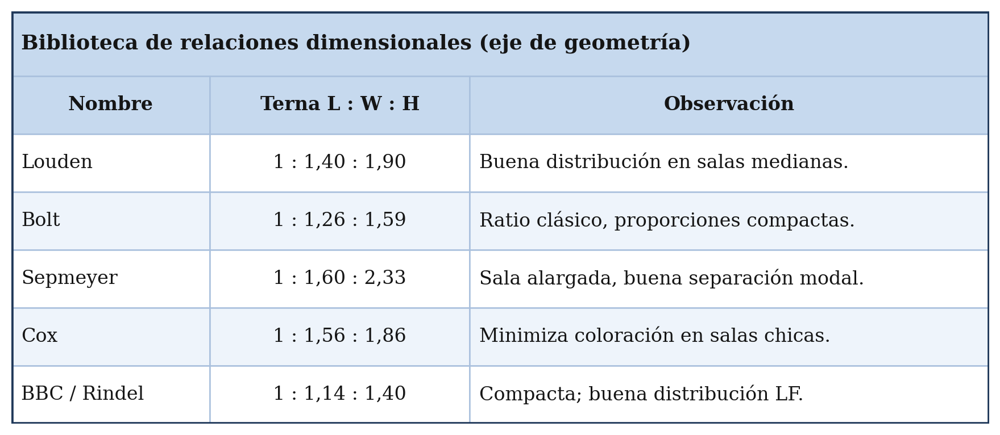 Biblioteca de relaciones dimensionales (eje de geometría)
Nombre Terna L : W : H Observación
Louden 1 : 1,40 : 1,90 Buena distribución en salas medianas.
Bolt 1 : 1,26 : 1,59 Ratio clásico, proporciones compactas.
Sepmeyer 1 : 1,60 : 2,33 Sala alargada, buena separación modal.
Cox 1 : 1,56 : 1,86 Minimiza coloración en salas chicas.
BBC / Rindel 1 : 1,14 : 1,40 Compacta; buena distribución LF.